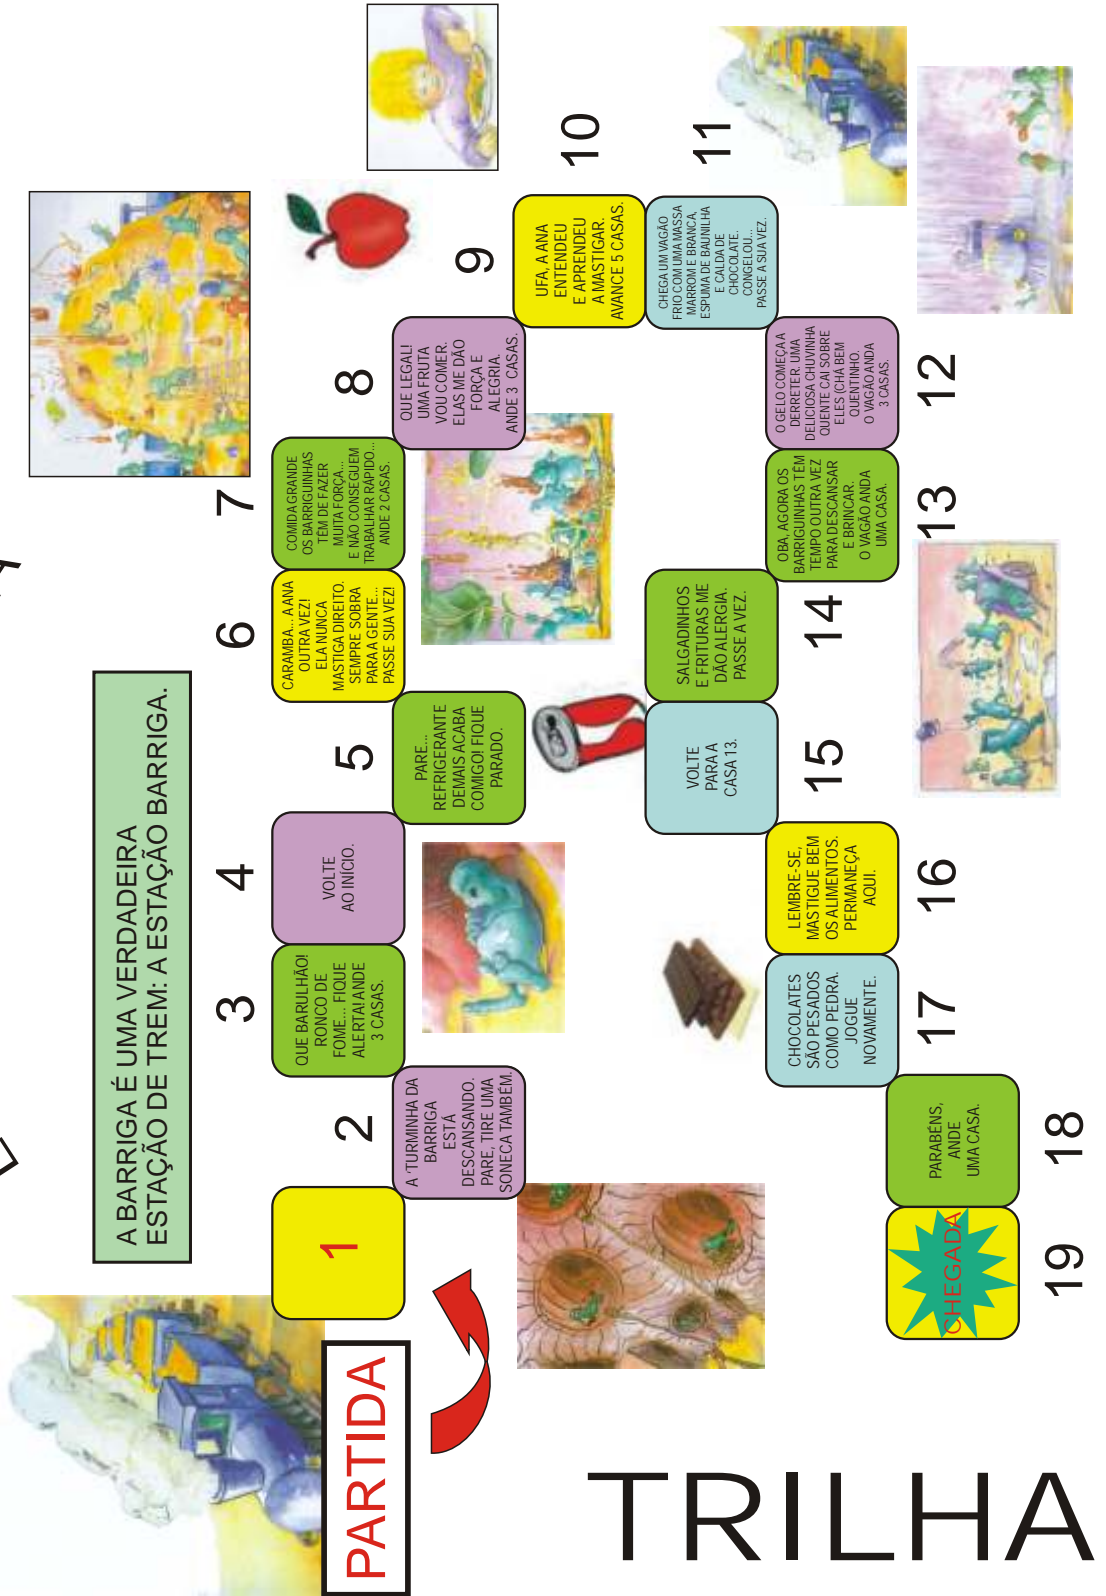 A BARRIGA É UMA VERDADEIRA
ESTAÇÃO DE TREM: A ESTAÇÃO BARRIGA.
PARTIDA
1
2
A 'TURMINHA DA
BARRIGA
ESTÁ
DESCANSANDO.
PARE, TIRE UMA
SONECA TAMBÉM.
3
QUE BARULHÃO!
RONCO DE
FOME... FIQUE
ALERTA! ANDE
3 CASAS.
4
VOLTE
AO INÍCIO.
5
PARE...
REFRIGERANTE
DEMAIS ACABA
COMIGO! FIQUE
PARADO.
6
CARAMBA... A ANA
OUTRA VEZ!
ELA NUNCA
MASTIGA DIREITO.
SEMPRE SOBRA
PARA A GENTE...
PASSE SUA VEZ!
7
COMIDA GRANDE
OS BARRIGUINHAS
TÊM DE FAZER
MUITA FORÇA...
E NÃO CONSEGUEM
TRABALHAR RÁPIDO...
ANDE 2 CASAS.
8
QUE LEGAL!
UMA FRUTA
VOU COMER.
ELAS ME DÃO
FORÇA E
ALEGRIA.
ANDE 3 CASAS.
9
10
UFA, A ANA
ENTENDEU
E APRENDEU
A MASTIGAR.
AVANCE 5 CASAS.
11
CHEGA UM VAGÃO
FRIO COM UMA MASSA
MARROM E BRANCA,
ESPUMA DE BAUNILHA
E CALDA DE
CHOCOLATE.
CONGELOU...
PASSE A SUA VEZ.
12
O GELO COMEÇA A
DERRETER. UMA
DELICIOSA CHUVINHA
QUENTE CAI SOBRE
ELES (CHÁ BEM
QUENTINHO.
O VAGÃO ANDA
3 CASAS.
13
OBA, AGORA OS
BARRIGUINHAS TÊM
TEMPO OUTRA VEZ
PARA DESCANSAR
E BRINCAR.
O VAGÃO ANDA
UMA CASA.
14
SALGADINHOS
E FRITURAS ME
DÃO ALERGIA.
PASSE A VEZ.
15
VOLTE
PARA A
CASA 13.
16
LEMBRE-SE,
MASTIGUE BEM
OS ALIMENTOS.
PERMANEÇA
AQUI.
17
CHOCOLATES
SÃO PESADOS
COMO PEDRA.
JOGUE
NOVAMENTE.
18
PARABÉNS,
ANDE
UMA CASA.
19
CHEGADA
TRILHA